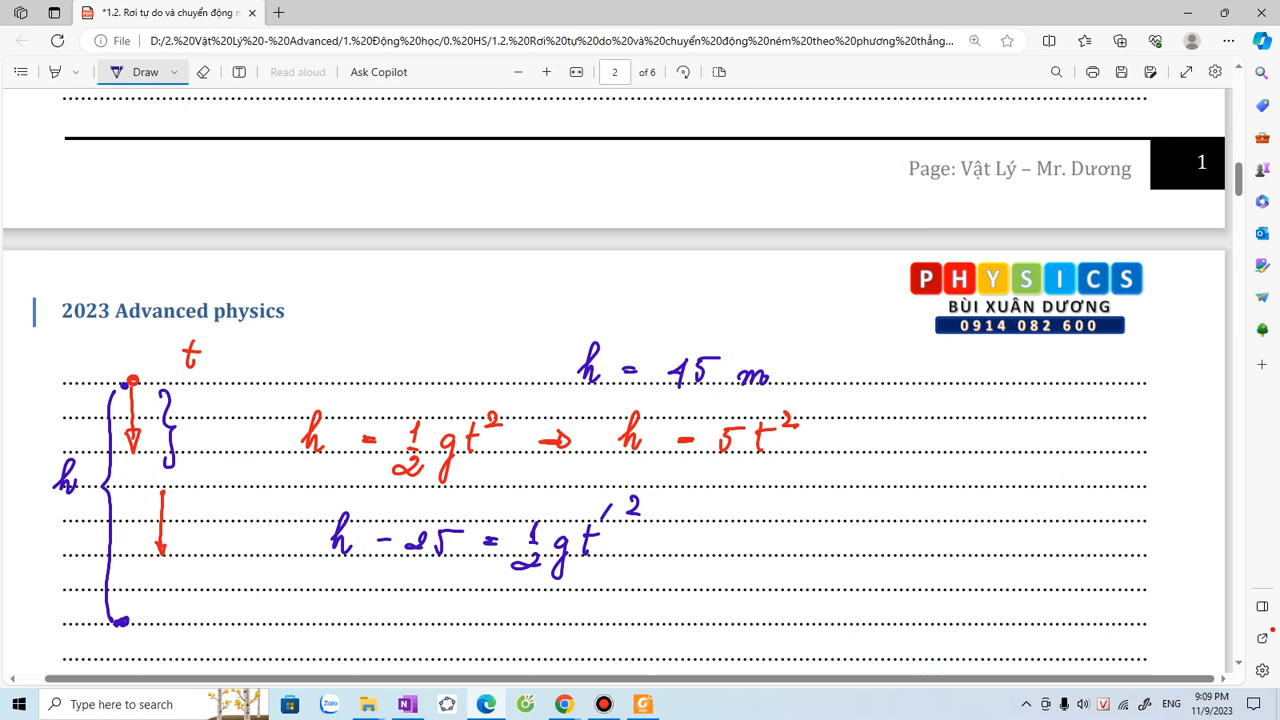 *1.2. Rơi tự do và chuyển động n
File
D:/2.%20Vật%20Lý%20-%20Advanced/1.%20Động%20học/0.%20HS/1.2.%20Rơi%20tự%20do%20và%20chuyển%20động%20ném%20theo%20phương%20thẳng...
Draw
Read aloud
Ask Copilot
2 of 6
Page: Vật Lý – Mr. Dương
1
PHYSICS
BÙI XUÂN DƯƠNG
0914 082 600
2023 Advanced physics
t
h = 45 m
h = 1/2 gt² → h = 5t²
h
h - 25 = 1/2 gt'²
Type here to search
Zalo
ENG
9:09 PM
11/9/2023